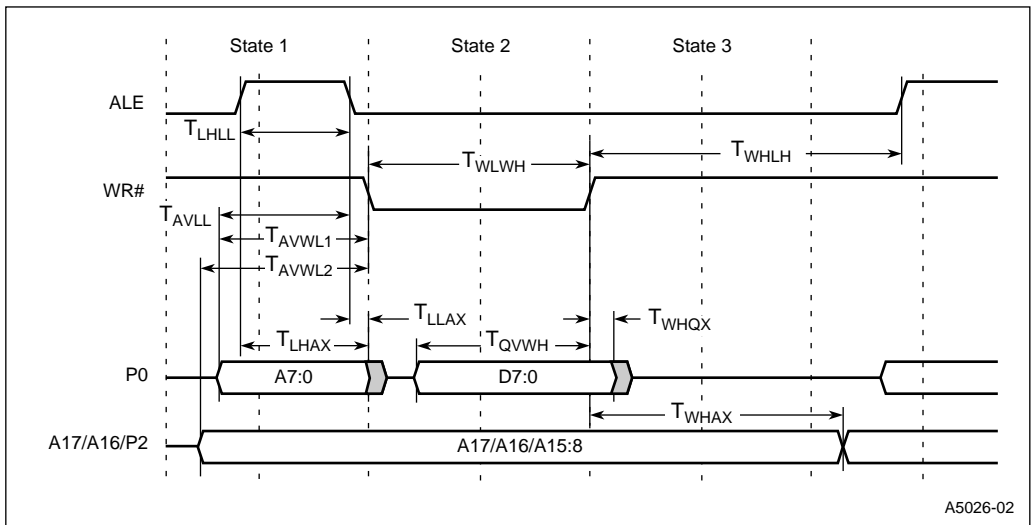 State 1 State 2 State 3
ALE
TLHLL
TWLWH TWHLH
WR#
TAVLL
TAVWL1
TAVWL2
TLLAX TWHQX
TLHAX TQVWH
P0 A7:0 D7:0
TWHAX
A17/A16/P2 A17/A16/A15:8
A5026-02